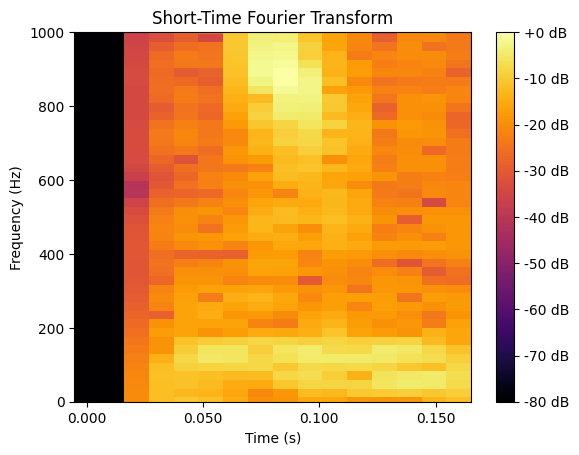 Short-Time Fourier Transform
1000
800
600
400
200
0
Frequency (Hz)
0.000
0.050
0.100
0.150
Time (s)
+0 dB
-10 dB
-20 dB
-30 dB
-40 dB
-50 dB
-60 dB
-70 dB
-80 dB